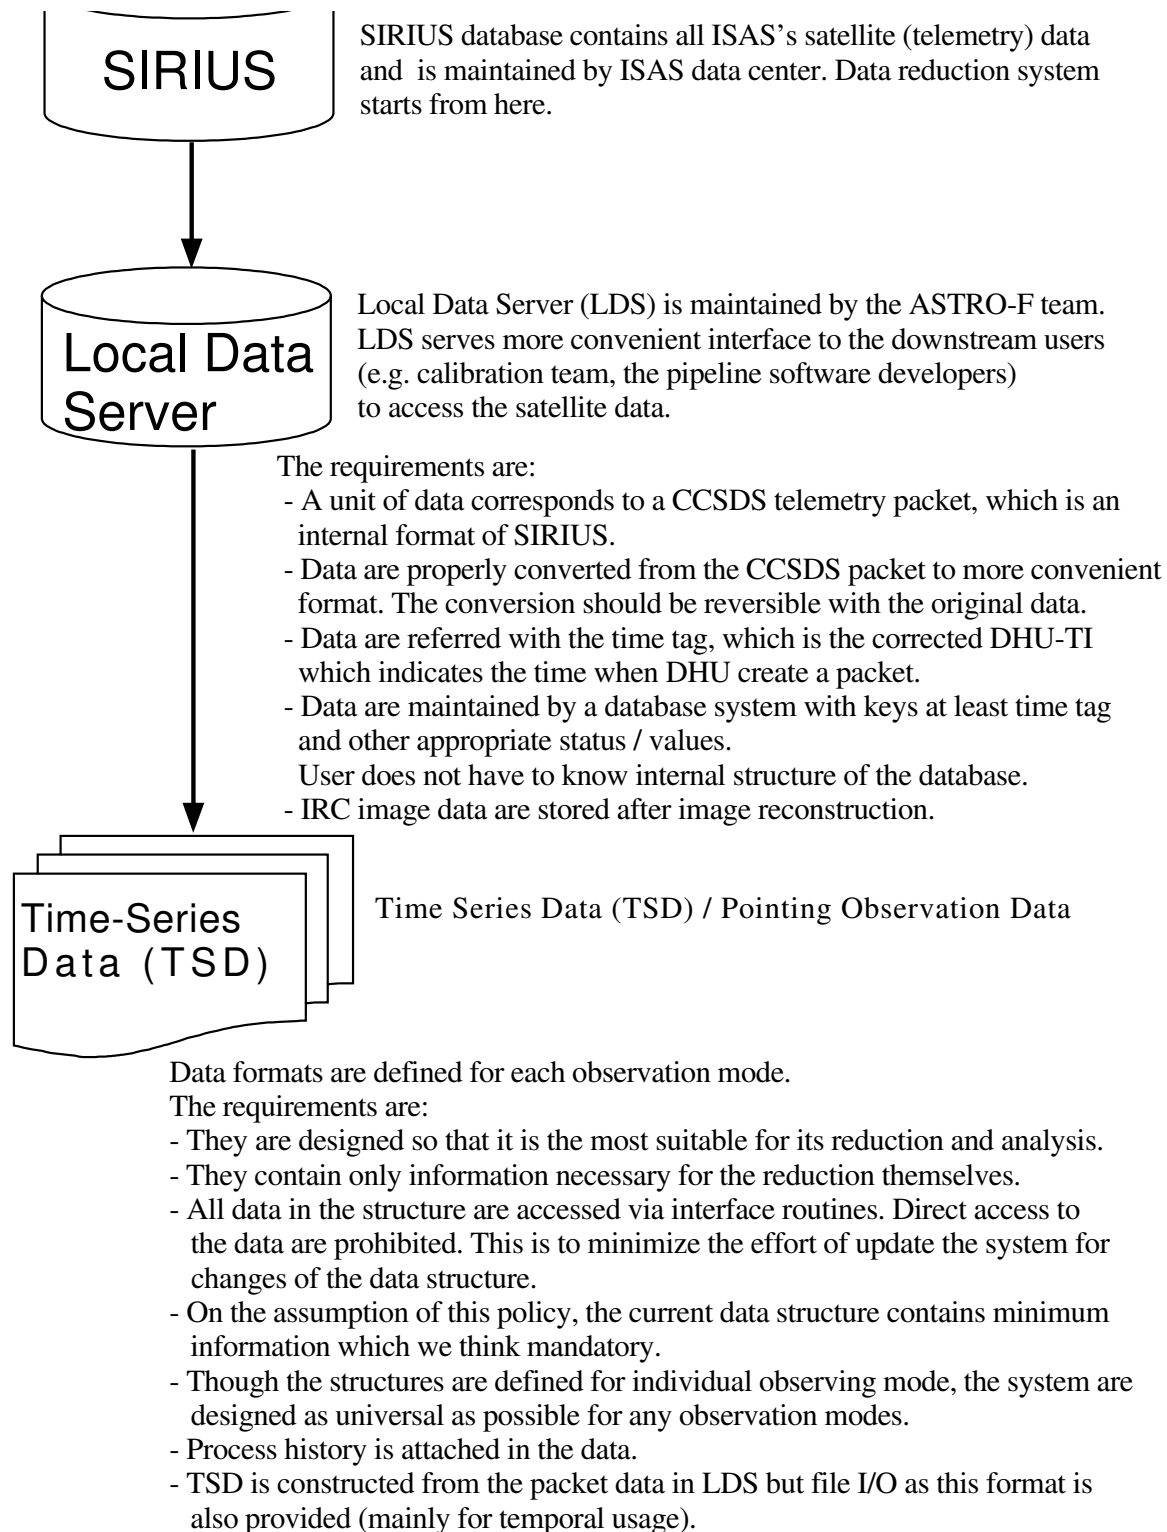 SIRIUS
SIRIUS database contains all ISAS's satellite (telemetry) data
and is maintained by ISAS data center. Data reduction system
starts from here.
Local Data
Server
Local Data Server (LDS) is maintained by the ASTRO-F team.
LDS serves more convenient interface to the downstream users
(e.g. calibration team, the pipeline software developers)
to access the satellite data.
The requirements are:
- A unit of data corresponds to a CCSDS telemetry packet, which is an
internal format of SIRIUS.
- Data are properly converted from the CCSDS packet to more convenient
format. The conversion should be reversible with the original data.
- Data are referred with the time tag, which is the corrected DHU-TI
which indicates the time when DHU create a packet.
- Data are maintained by a database system with keys at least time tag
and other appropriate status / values.
User does not have to know internal structure of the database.
- IRC image data are stored after image reconstruction.
Time-Series
Data (TSD)
Time Series Data (TSD) / Pointing Observation Data
Data formats are defined for each observation mode.
The requirements are:
- They are designed so that it is the most suitable for its reduction and analysis.
- They contain only information necessary for the reduction themselves.
- All data in the structure are accessed via interface routines. Direct access to
the data are prohibited. This is to minimize the effort of update the system for
changes of the data structure.
- On the assumption of this policy, the current data structure contains minimum
information which we think mandatory.
- Though the structures are defined for individual observing mode, the system are
designed as universal as possible for any observation modes.
- Process history is attached in the data.
- TSD is constructed from the packet data in LDS but file I/O as this format is
also provided (mainly for temporal usage).